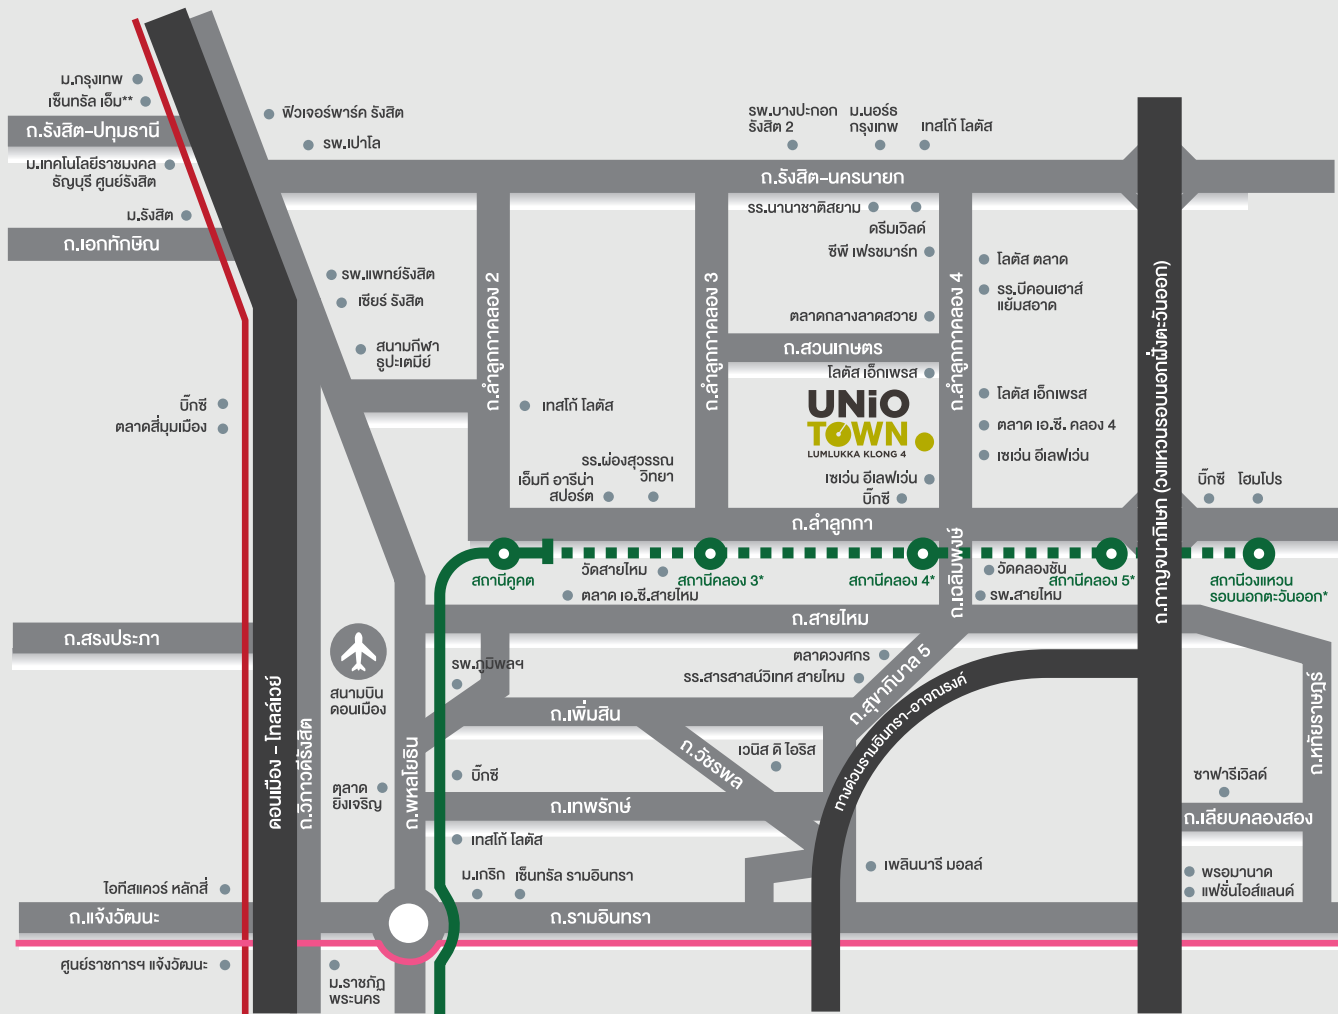 ม.กรุงเทพ
เซ็นทรัล เอ็ม**
ถ.รังสิต-ปทุมธานี
ม.เทคโนโลยีราชมงคล
ธัญบุรี ศูนย์รังสิต
ม.รังสิต
ถ.เอกทักษิณ
ฟิวเจอร์พาร์ค รังสิต
รพ.เปาโล
รพ.บางปะกอก
รังสิต 2
ม.นอร์ธ
กรุงเทพ
เทสโก้ โลตัส
ถ.รังสิต-นครนายก
รร.นานาชาติสยาม
ดรีมเวิลด์
ซีพี เฟรชมาร์ท
โลตัส ตลาด
รร.บีคอนเฮาส์
แย้มสอาด
รพ.แพทย์รังสิต
เซียร์ รังสิต
สนามกีฬา
ธูปะเตมีย์
ถ.ลำลูกกาคลอง 2
ถ.ลำลูกกาคลอง 3
ถ.ลำลูกกาคลอง 4
ตลาดกลางลาดสวาย
ถ.สวนเกษตร
โลตัส เอ็กเพรส
UNiO
TOWN
LUMLUKKA KLONG 4
โลตัส เอ็กเพรส
ตลาด เอ.ซี. คลอง 4
เซเว่น อีเลฟเว่น
บิ๊กซี
ตลาดสี่มุมเมือง
เทสโก้ โลตัส
รร.ผ่องสุวรรณ
วิทยา
เอ็มที อารีน่า
สปอร์ต
เซเว่น อีเลฟเว่น
บิ๊กซี
บิ๊กซี
โฮมโปร
ถ.ลำลูกกา
ถ.กาญจนาภิเษก (วงแหวนรอบนอกฝั่งตะวันออก)
สถานีคูคต
วัดสายไหม
ตลาด เอ.ซี.สายไหม
สถานีคลอง 3*
สถานีคลอง 4*
ถ.เฉลิมพงษ์
วัดคลองชัน
รพ.สายไหม
สถานีคลอง 5*
สถานีวงแหวน
รอบนอกตะวันออก*
ถ.สายไหม
ถ.สรงประภา
สนามบิน
ดอนเมือง
รพ.ภูมิพลฯ
ตลาดวงศกร
รร.สารสาสน์วิเทศ สายไหม
ถ.สุขาภิบาล 5
ถ.เพิ่มสิน
ถ.วัชรพล
เวนิส ดิ ไอริส
ทางด่วนรามอินทรา-อาจณรงค์
ถ.หทัยราษฎร์
ดอนเมือง - โทลล์เวย์
ถ.วิภาวดีรังสิต
ถ.พหลโยธิน
ตลาด
ยิ่งเจริญ
บิ๊กซี
ถ.เทพรักษ์
ซาฟารีเวิลด์
ถ.เลียบคลองสอง
เทสโก้ โลตัส
ม.เกริก
เซ็นทรัล รามอินทรา
เพลินนารี มอลล์
พรอมานาด
แฟชั่นไอส์แลนด์
ไอทีสแควร์ หลักสี่
ถ.แจ้งวัฒนะ
ถ.รามอินทรา
ศูนย์ราชการฯ แจ้งวัฒนะ
ม.ราชภัฏ
พระนคร